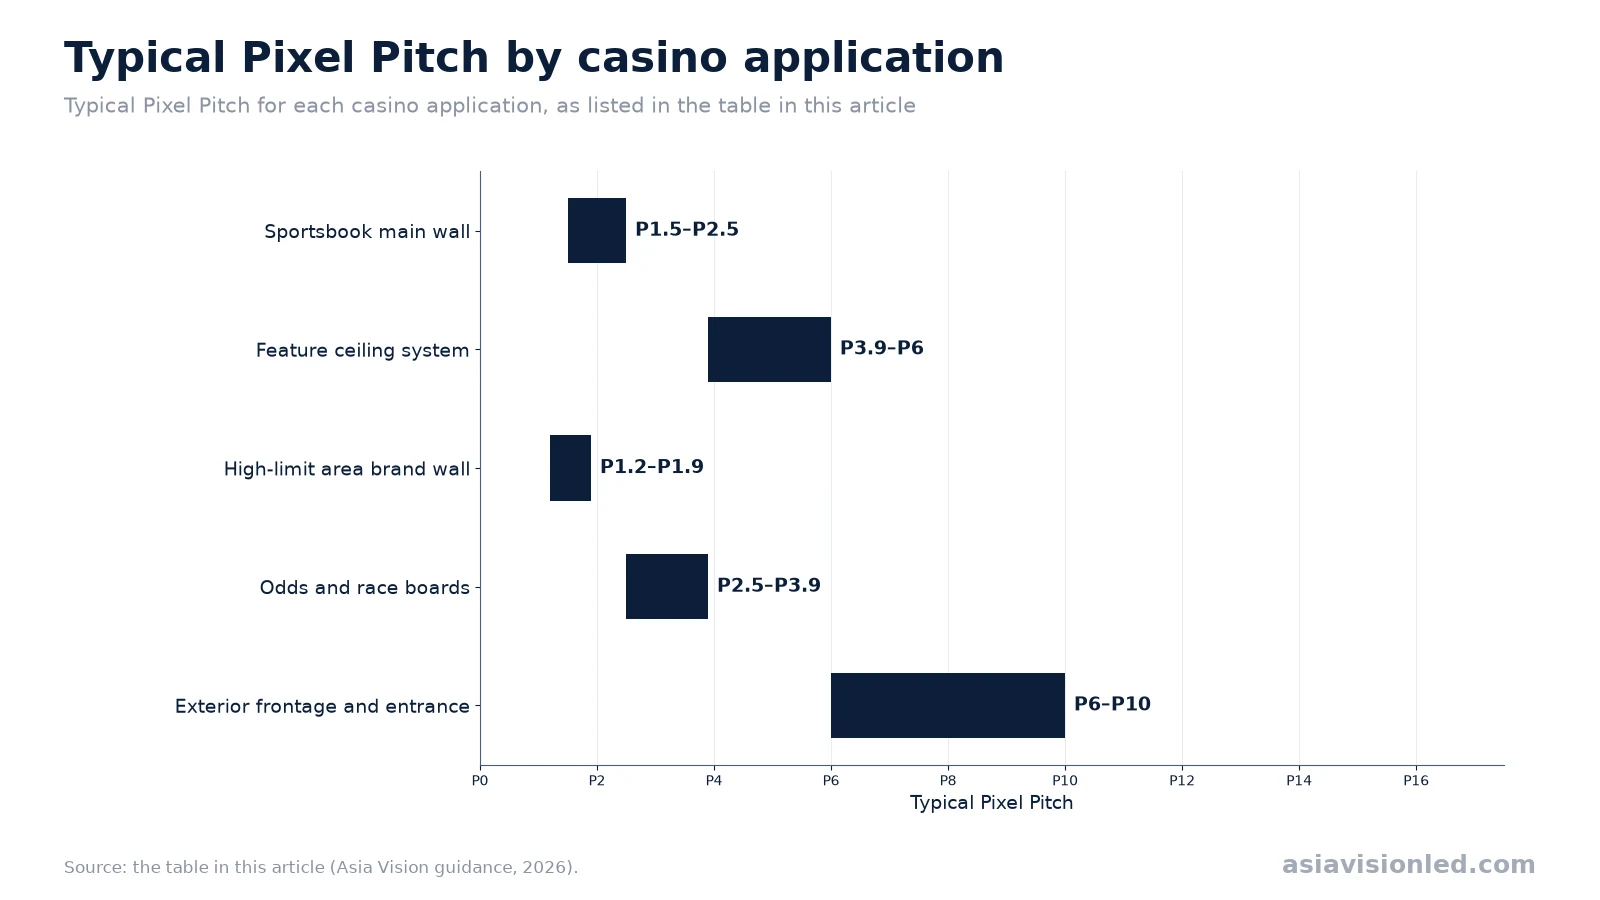 Typical Pixel Pitch by casino application
Typical Pixel Pitch for each casino application, as listed in the table in this article
Sportsbook main wall
P1.5–P2.5
Feature ceiling system
P3.9–P6
High-limit area brand wall
P1.2–P1.9
Odds and race boards
P2.5–P3.9
Exterior frontage and entrance
P6–P10
P0 P2 P4 P6 P8 P10 P12 P14 P16
Typical Pixel Pitch
Source: the table in this article (Asia Vision guidance, 2026).
asiavisionled.com